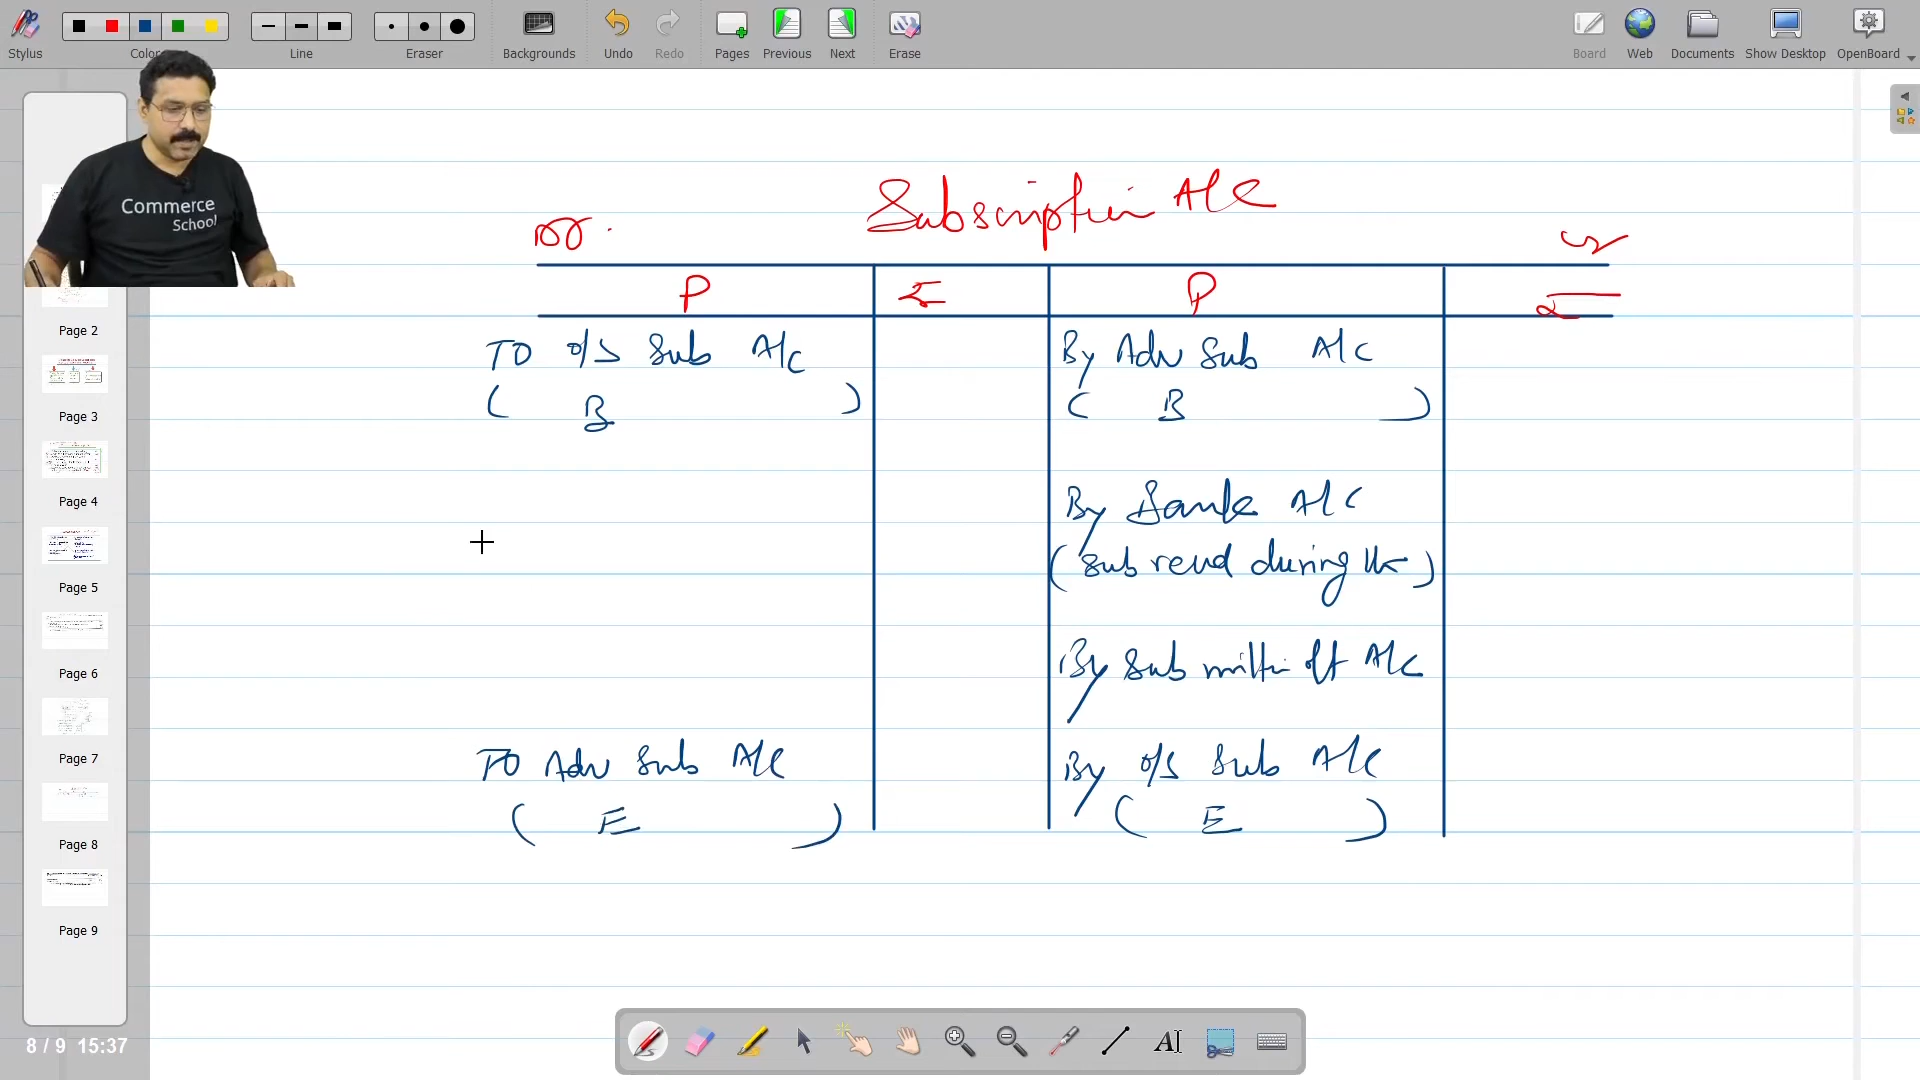 Stylus
Color
Line
Eraser
Backgrounds
Undo
Redo
Pages
Previous
Next
Erase
Board
Web
Documents
Show Desktop
OpenBoard
Commerce
School
Page 2
Page 3
Page 4
Page 5
Page 6
Page 7
Page 8
Page 9
8 / 9 15:37
Subscription A/C
Dr. Cr
P ₹ P ₹
TO O/S Sub A/C
( B )
By Adv Sub A/C
( B )
By Bank A/C
( Sub recd during
By Sub written off A/C
TO Adv Sub A/C
( E )
By O/S Sub A/C
( E )